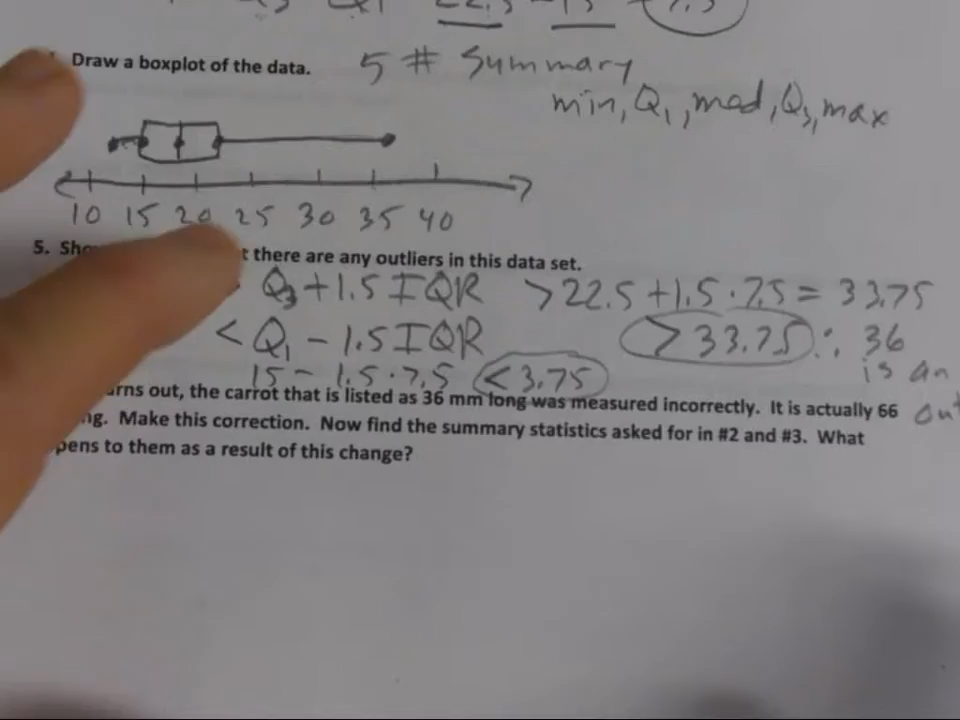 Draw a boxplot of the data. 5 # Summary
min, Q1, med, Q3, max
10 15 20 25 30 35 40
5. there are any outliers in this data set.
Q3 + 1.5 IQR > 22.5 + 1.5 · 7.5 = 33.75
< Q1 - 1.5 IQR > 33.75 ∴ 36
15 - 1.5 · 7.5 < 3.75 is an
out, the carrot that is listed as 36 mm long was measured incorrectly. It is actually 66
Make this correction. Now find the summary statistics asked for in #2 and #3. What
to them as a result of this change?